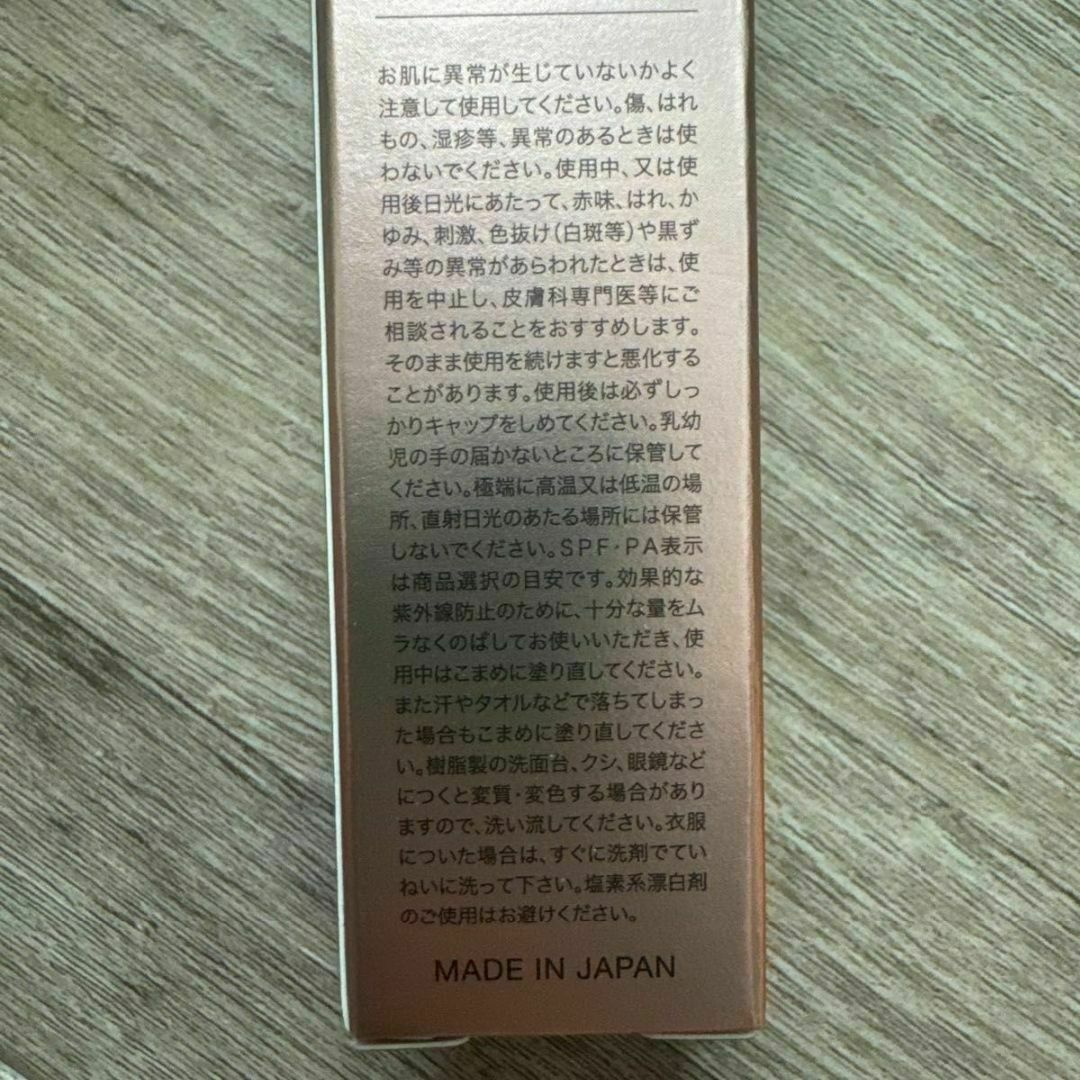 お肌に異常が生じていないかよく
注意して使用してください。傷、はれ
もの、湿疹等、異常のあるときは使
わないでください。使用中、又は使
用後日光にあたって、赤味、はれ、か
ゆみ、刺激、色抜け(白斑等)や黒ず
み等の異常があらわれたときは、使
用を中止し、皮膚科専門医等にご
相談されることをおすすめします。
そのまま使用を続けますと悪化する
ことがあります。使用後は必ずしっ
かりキャップをしめてください。乳幼
児の手の届かないところに保管して
ください。極端に高温又は低温の場
所、直射日光のあたる場所には保管
しないでください。SPF・PA表示
は商品選択の目安です。効果的な
紫外線防止のために、十分な量をム
ラなくのばしてお使いいただき、使
用中はこまめに塗り直してください。
また汗やタオルなどで落ちてしまっ
た場合もこまめに塗り直してくださ
い。樹脂製の洗面台、クシ、眼鏡など
につくと変質・変色する場合があり
ますので、洗い流してください。衣服
についた場合は、すぐに洗剤でてい
ねいに洗って下さい。塩素系漂白剤
のご使用はお避けください。
MADE IN JAPAN